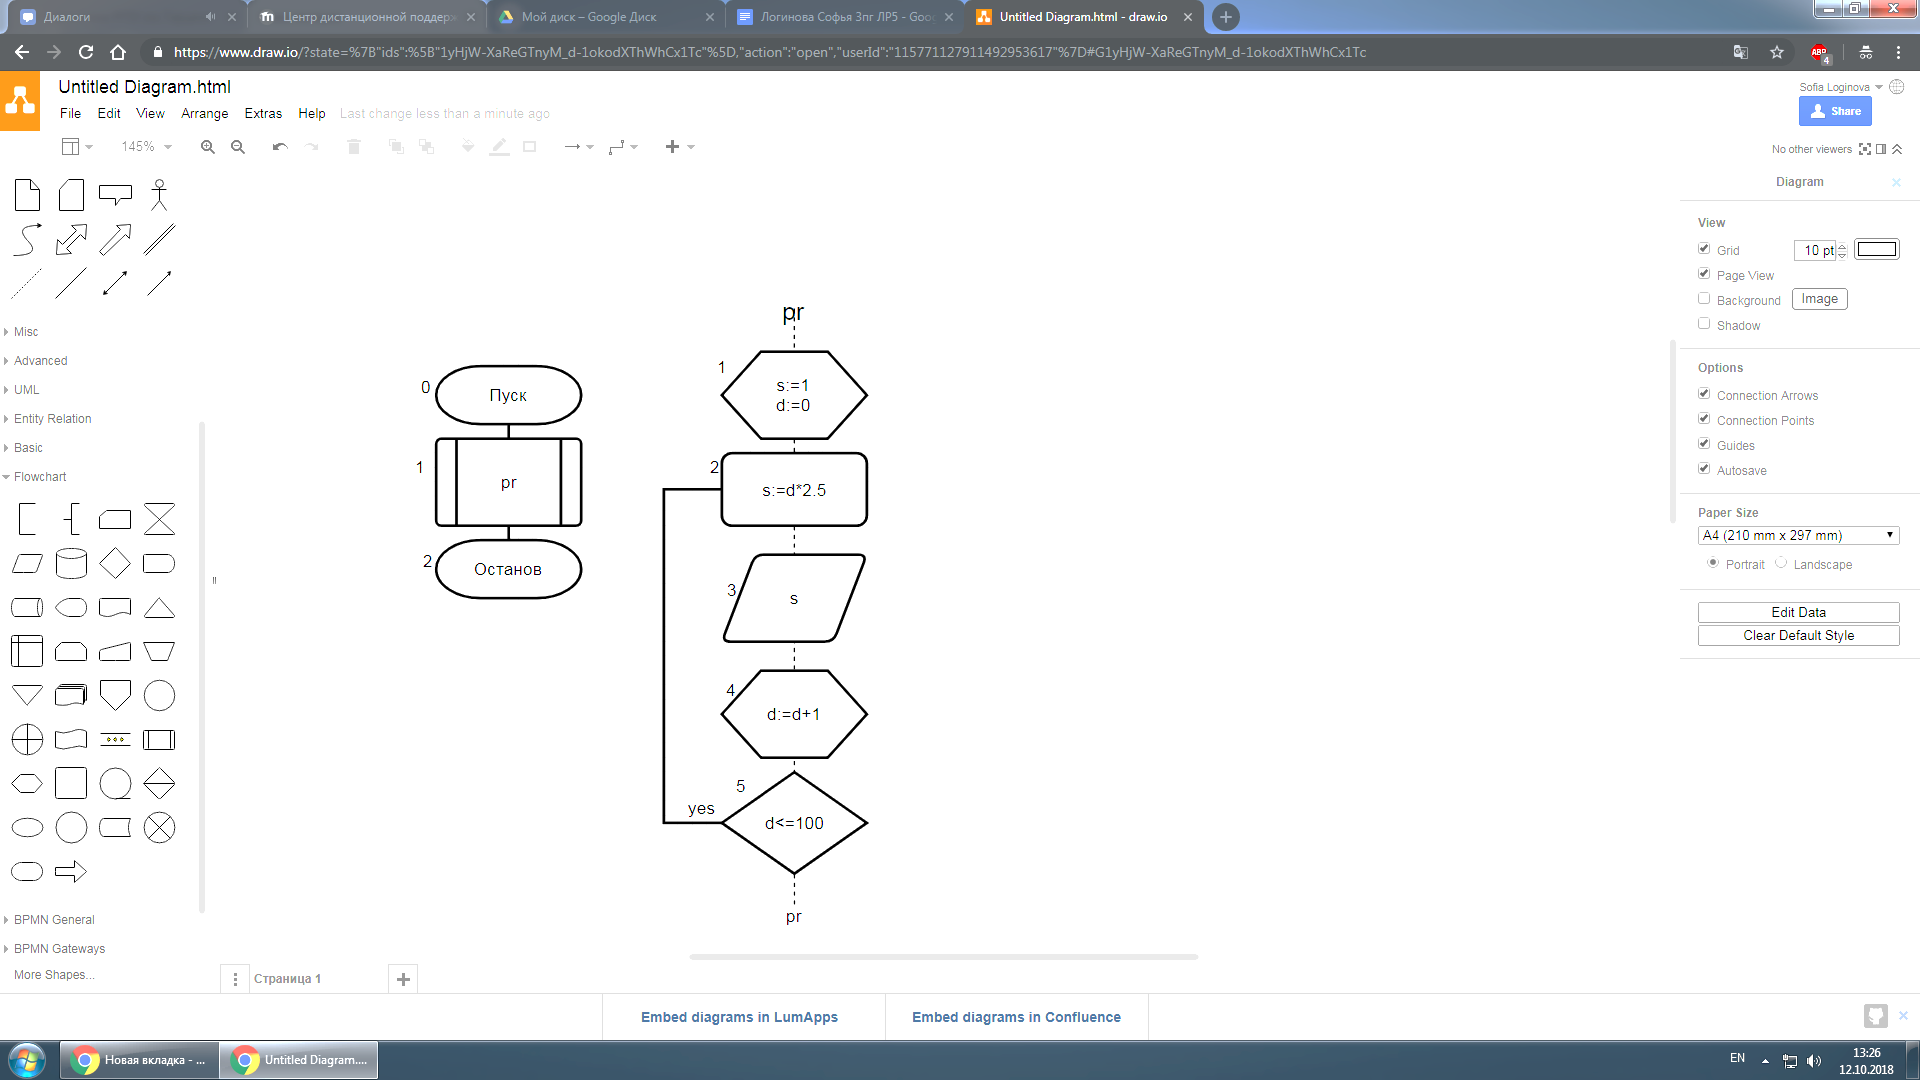 Диалоги
Центр дистанционной поддерж
Мой диск – Google Диск
Логинова Софья 3пг ЛР5 - Goo
Untitled Diagram.html - draw.io
https://www.draw.io/?state=%7B"ids":%5B"1yHjW-XaReGTnyM_d-1okodXThWhCx1Tc"%5D,"action":"open","userId":"115771127911492953617"%7D#G1yHjW-XaReGTnyM_d-1okodXThWhCx1Tc
ABP
4
Untitled Diagram.html
Sofia Loginova
File Edit View Arrange Extras Help Last change less than a minute ago
Share
145%
No other viewers
Diagram
Misc
Advanced
UML
Entity Relation
Basic
Flowchart
BPMN General
BPMN Gateways
More Shapes...
0
Пуск
1
pr
2
Останов
pr
1
s:=1
d:=0
2
s:=d*2.5
3
s
4
d:=d+1
5
yes
d<=100
pr
View
Grid
10 pt
Page View
Background
Image
Shadow
Options
Connection Arrows
Connection Points
Guides
Autosave
Paper Size
A4 (210 mm x 297 mm)
Portrait
Landscape
Edit Data
Clear Default Style
Страница 1
Embed diagrams in LumApps
Embed diagrams in Confluence
Новая вкладка - ...
Untitled Diagram....
EN
13:26
12.10.2018